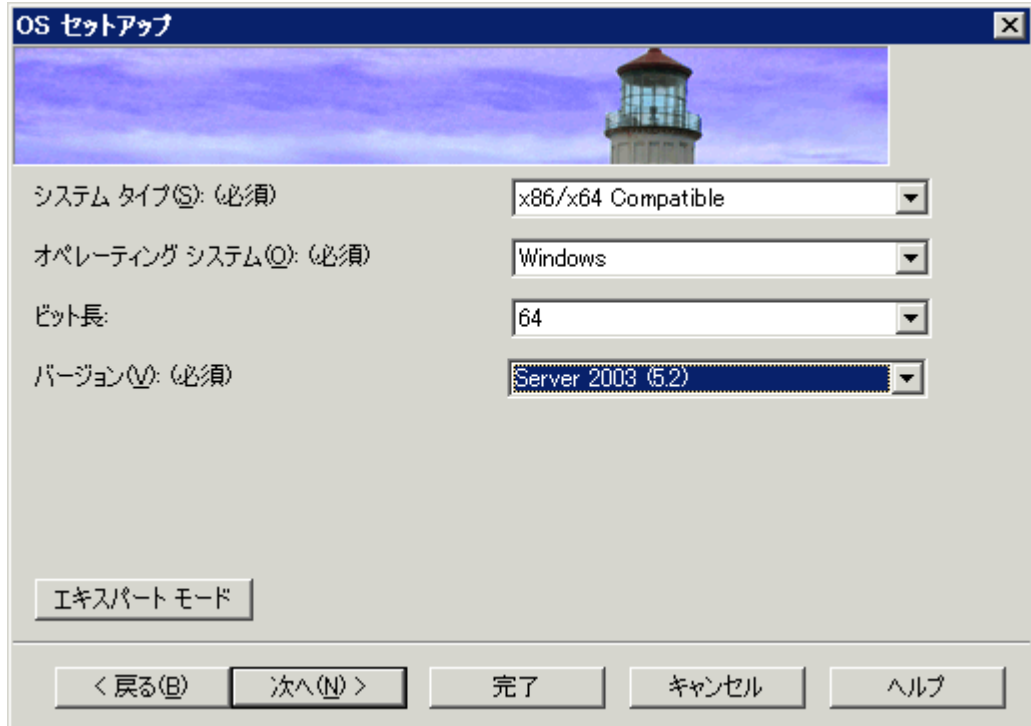 OS セットアップ
システム タイプ(S): (必須) x86/x64 Compatible
オペレーティング システム(O): (必須) Windows
ビット長: 64
バージョン(V): (必須) Server 2003 (5.2)
エキスパート モード
< 戻る(B) 次へ(N) > 完了 キャンセル ヘルプ